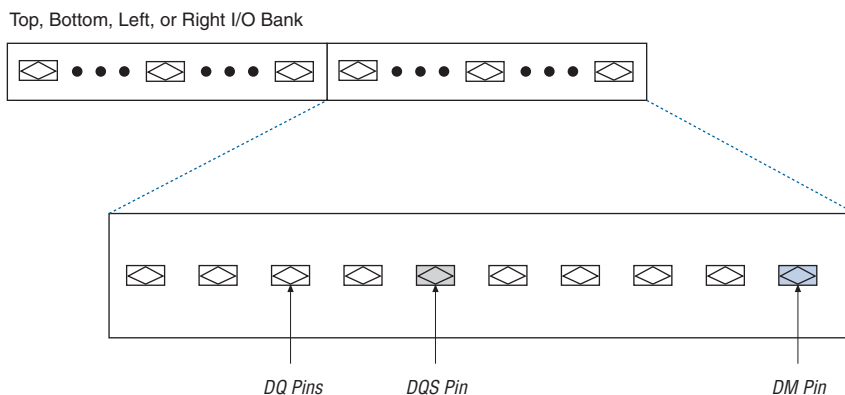 Top, Bottom, Left, or Right I/O Bank
DQ Pins
DQS Pin
DM Pin